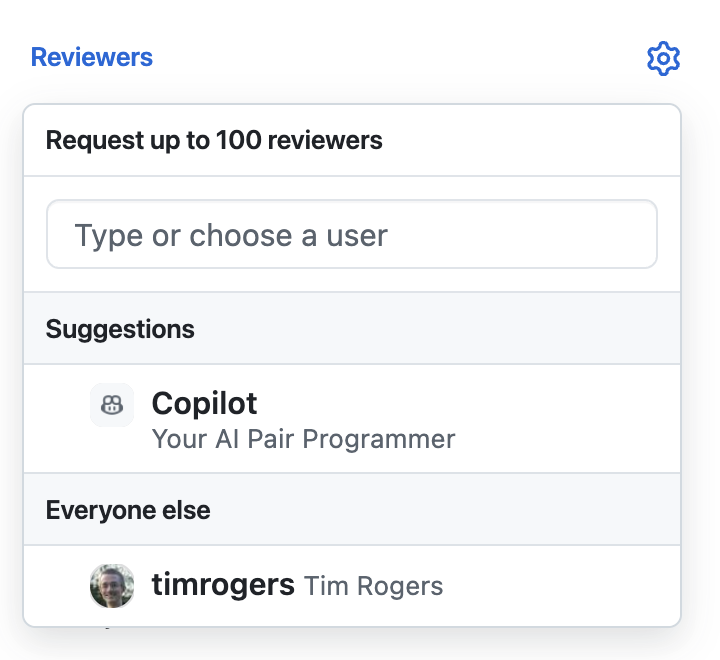 Reviewers
Request up to 100 reviewers
Type or choose a user
Suggestions
Copilot
Your AI Pair Programmer
Everyone else
timrogers Tim Rogers